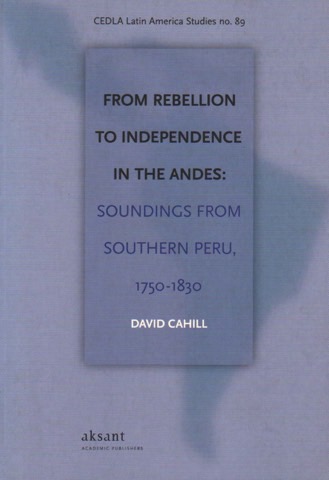 CEDLA Latin America Studies no. 89
FROM REBELLION
TO INDEPENDENCE
IN THE ANDES:
SOUNDINGS FROM
SOUTHERN PERU,
1750-1830
DAVID CAHILL
aksant
ACADEMIC PUBLISHERS